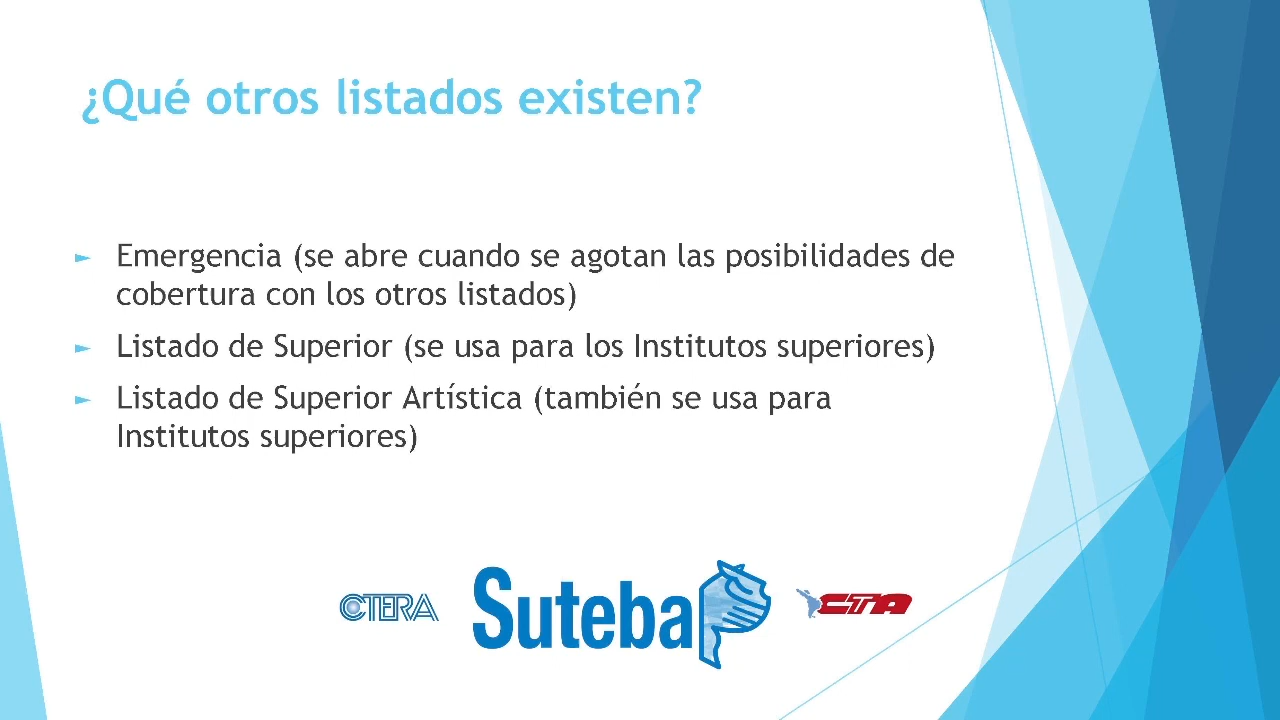 ¿Qué otros listados existen?
► Emergencia (se abre cuando se agotan las posibilidades de
cobertura con los otros listados)
► Listado de Superior (se usa para los Institutos superiores)
► Listado de Superior Artística (también se usa para
Institutos superiores)
CTERA
Suteba
CTA